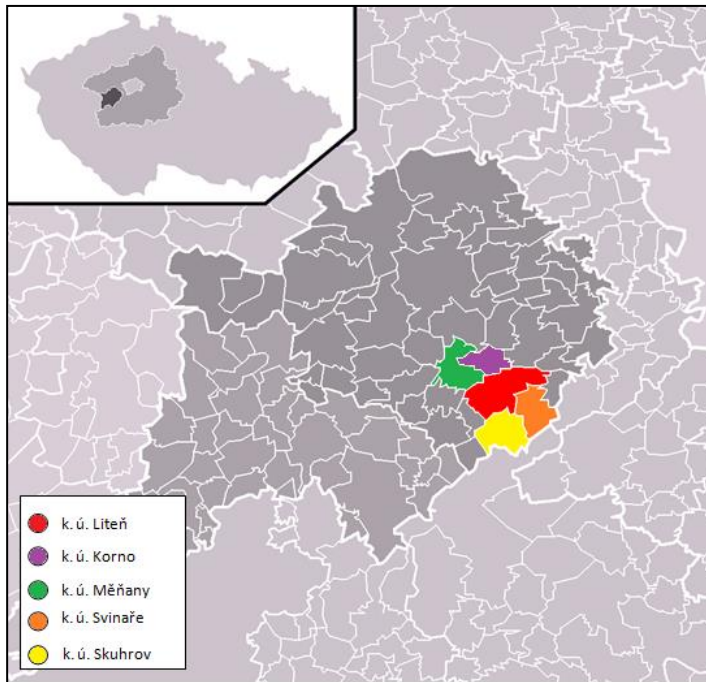 k. ú. Liteň
k. ú. Korno
k. ú. Měňany
k. ú. Svinaře
k. ú. Skuhrov